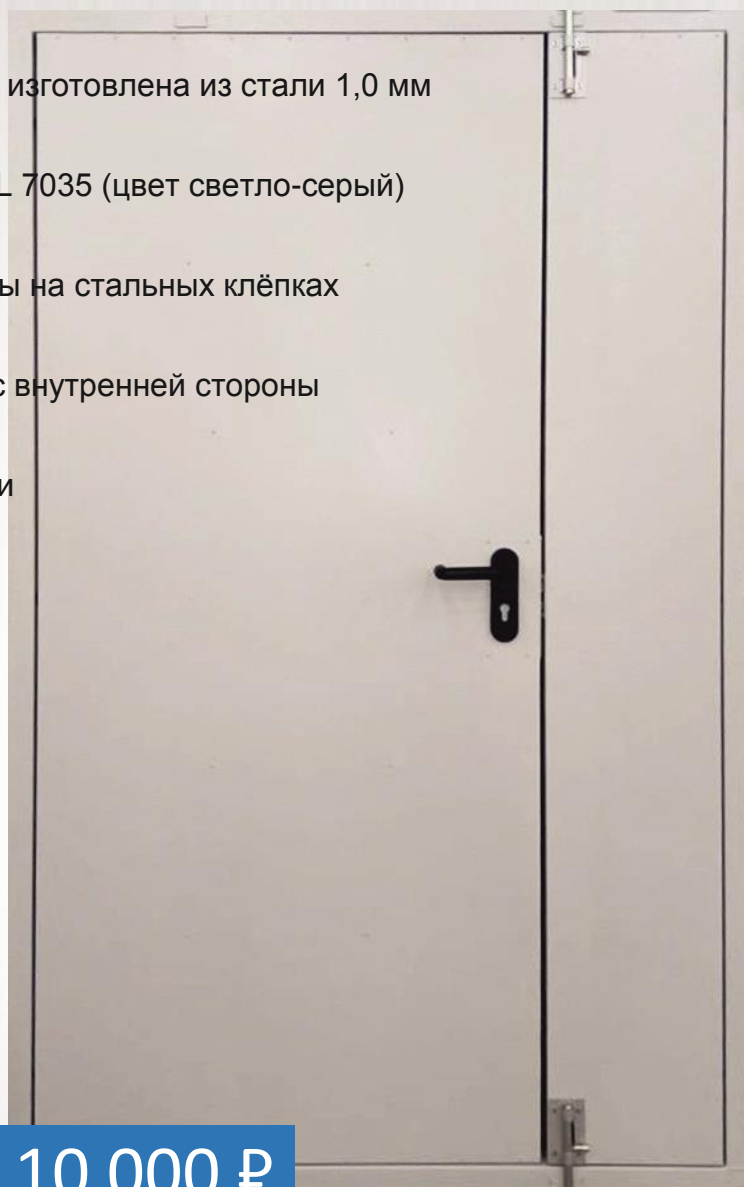 изготовлена из стали 1,0 мм
L 7035 (цвет светло-серый)
ы на стальных клёпках
с внутренней стороны
и
10 000 ₽